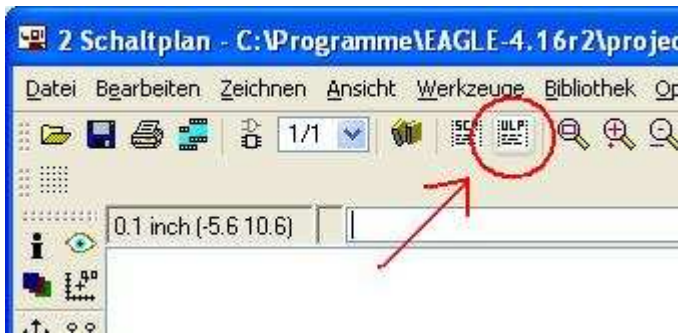 2 Schaltplan - C:\Programme\EAGLE-4.16r2\projec
Datei Bearbeiten Zeichnen Ansicht Werkzeuge Bibliothek Op
1/1 SCR ULP
0.1 inch (-5.6 10.6)